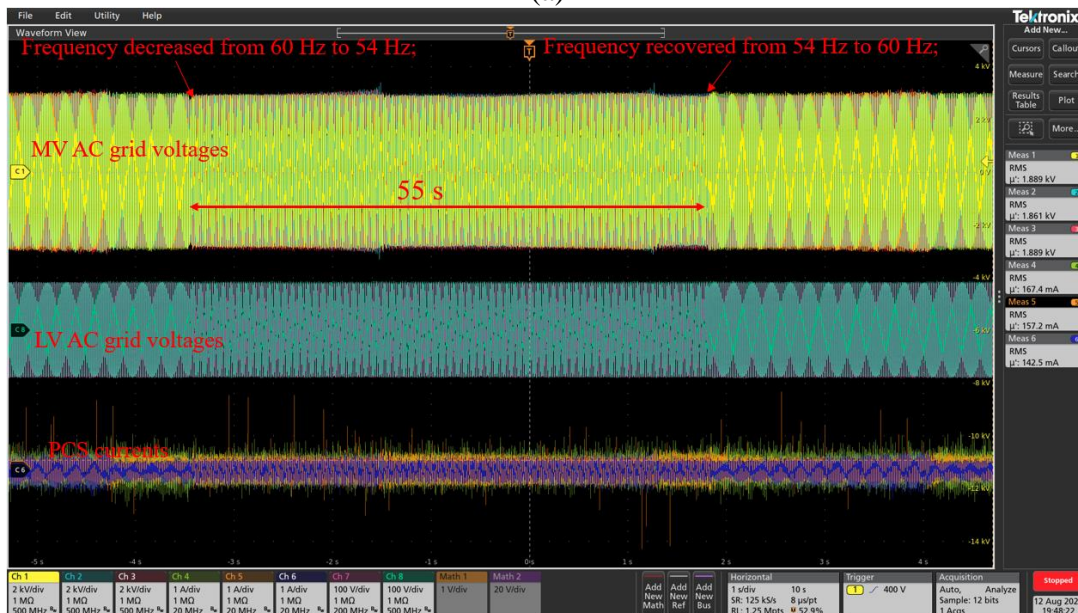 (a)
File Edit Utility Help
Tektronix
Waveform View
Add New...
Frequency decreased from 60 Hz to 54 Hz;
Frequency recovered from 54 Hz to 60 Hz;
Cursors Callout
4 kV
Measure Search
Results Table Plot
2 kV
More...
MV AC grid voltages
C 1
0 V
Meas 1
RMS
µ': 1.889 kV
55 s
Meas 2
RMS
µ': 1.861 kV
-2 kV
Meas 3
RMS
µ': 1.889 kV
-4 kV
Meas 4
RMS
µ': 167.4 mA
Meas 5
RMS
µ': 157.2 mA
C 8
LV AC grid voltages
-6 kV
Meas 6
RMS
µ': 142.5 mA
-8 kV
-10 kV
PCS currents
C 6
-12 kV
-14 kV
-5 s -4 s -3 s -2 s -1 s 0 s 1 s 2 s 3 s 4 s
Ch 1 Ch 2 Ch 3 Ch 4 Ch 5 Ch 6 Ch 7 Ch 8 Math 1 Math 2
2 kV/div 2 kV/div 2 kV/div 1 A/div 1 A/div 1 A/div 100 V/div 100 V/div 1 V/div 20 V/div
1 MΩ 1 MΩ 1 MΩ 1 MΩ 1 MΩ 1 MΩ 1 MΩ 1 MΩ
500 MHz 500 MHz 500 MHz 20 MHz 20 MHz 20 MHz 200 MHz 500 MHz
Add New Math
Add New Ref
Add New Bus
Horizontal
1 s/div 10 s
SR: 125 kS/s 8 µs/pt
RL: 1.25 Mpts 52.9%
Trigger
1 400 V
Acquisition
Auto, Analyze
Sample: 12 bits
1 Acqs
Stopped
12 Aug 202